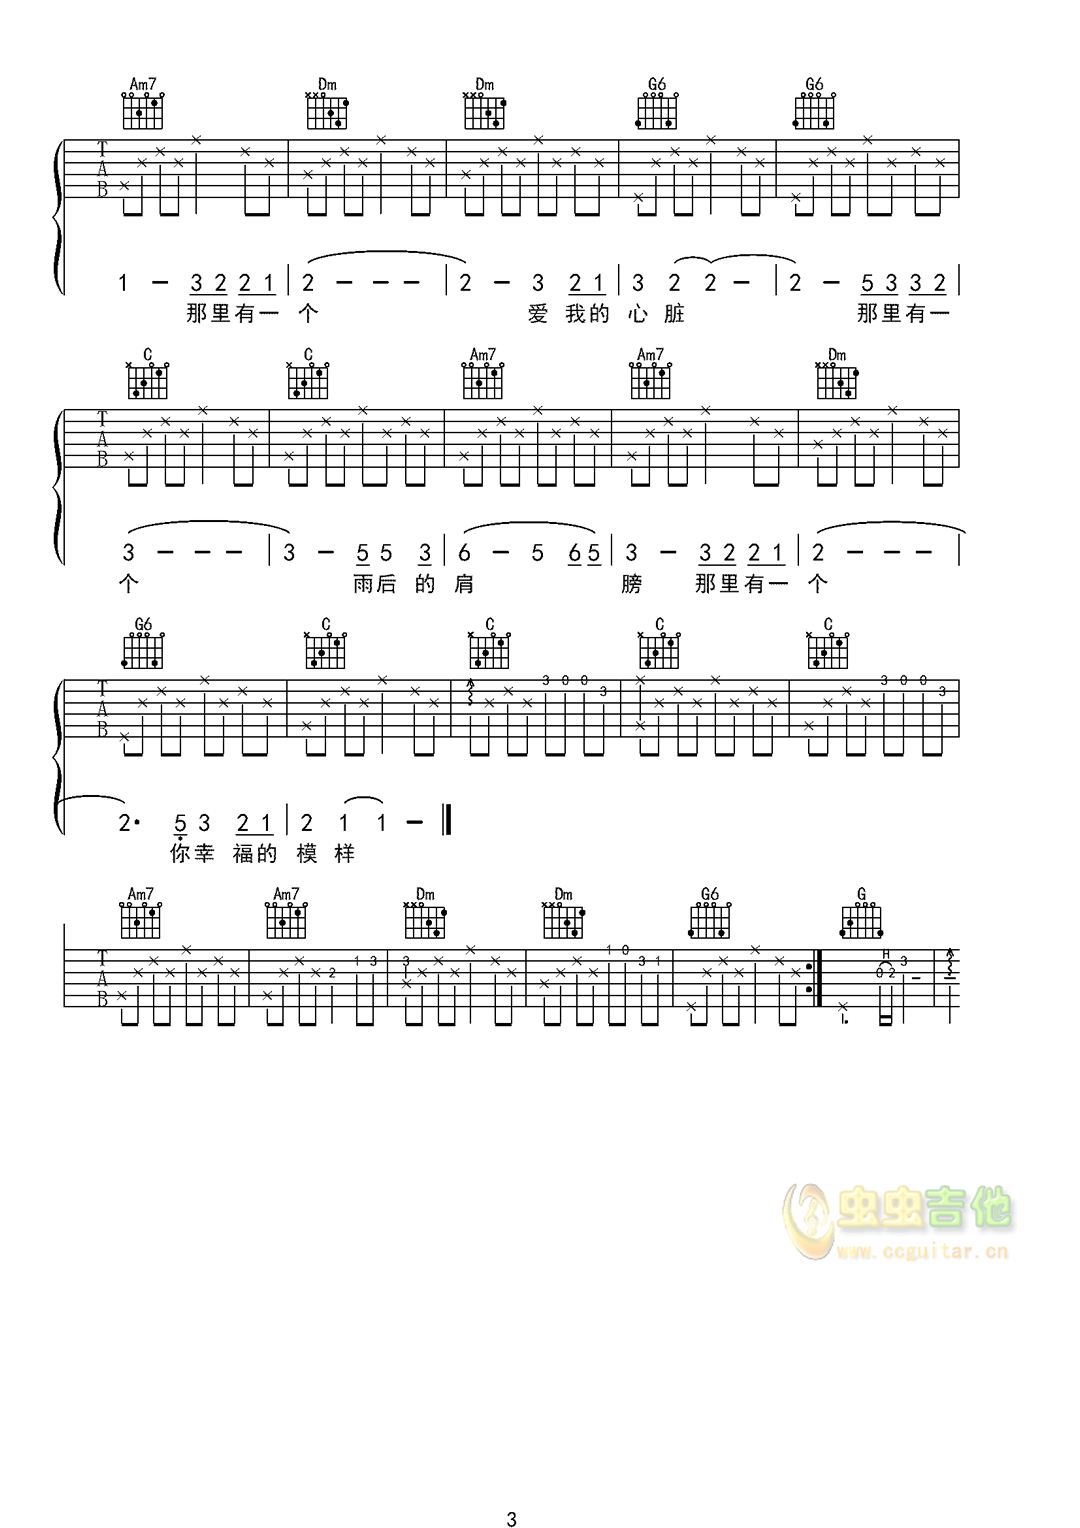 Am7 Dm Dm G6 G6
T
A
B
1 - 3 2 2 1 | 2 - - - | 2 - 3 2 1 | 3 2 2 - | 2 - 5 3 3 2 |
那里有一 个 爱 我的 心 脏 那里有一
C C Am7 Am7 Dm
T
A
B
3 - - - | 3 - 5 5 3 | 6 - 5 6 5 | 3 - 3 2 2 1 | 2 - - - |
个 雨后 的 肩 膀 那里有一 个
G6 C C C C
3 0 0 3 0 0
T 3 3
A
B
2· 5 3 2 1 | 2 1 1 -
你幸 福的 模 样
Am7 Am7 Dm Dm G6 G
1 0 H
T 1 3 3 3 1 3
A 2 0 2
B
虫虫吉他
www.ccguitar.cn
3